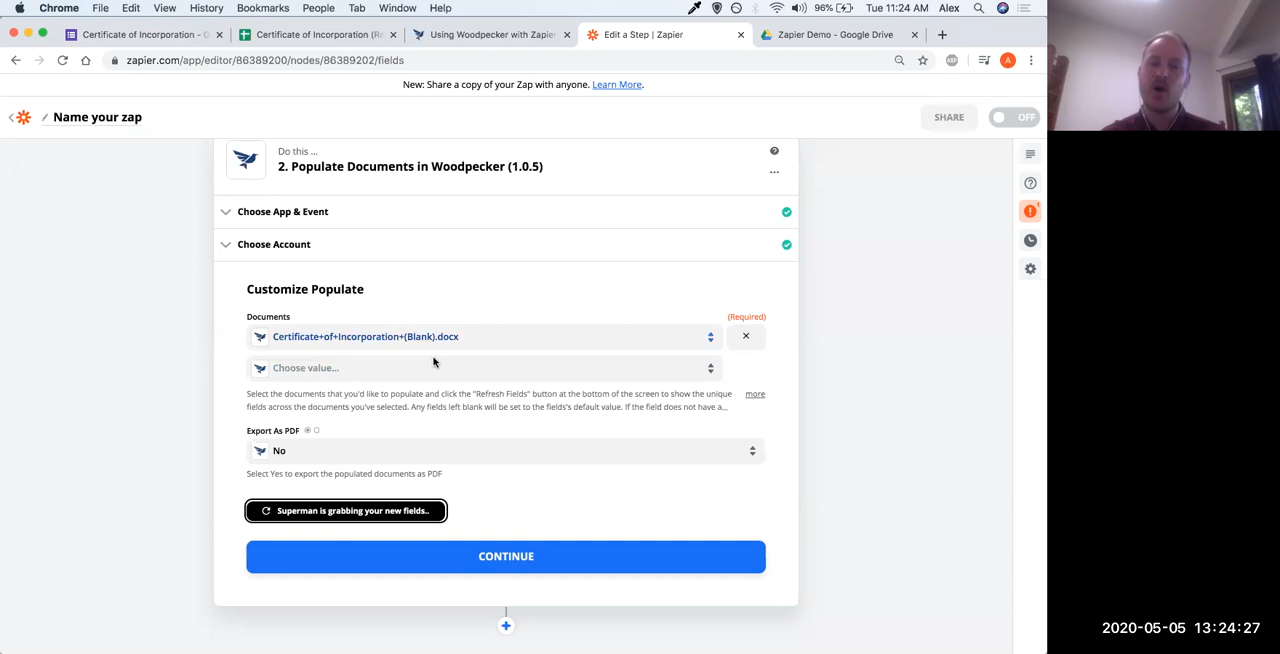 Chrome File Edit View History Bookmarks People Tab Window Help 96% Tue 11:24 AM Alex
Certificate of Incorporation - G
Certificate of Incorporation (Re
Using Woodpecker with Zapier
Edit a Step | Zapier
Zapier Demo - Google Drive
zapier.com/app/editor/86389200/nodes/86389202/fields
ABP
A
New: Share a copy of your Zap with anyone. Learn More.
Name your zap
SHARE
OFF
Do this ...
2. Populate Documents in Woodpecker (1.0.5)
1
Choose App & Event
Choose Account
Customize Populate
Documents (Required)
Certificate+of+Incorporation+(Blank).docx
Choose value...
Select the documents that you'd like to populate and click the "Refresh Fields" button at the bottom of the screen to show the unique more
fields across the documents you've selected. Any fields left blank will be set to the fields's default value. If the field does not have a...
Export As PDF
No
Select Yes to export the populated documents as PDF
Superman is grabbing your new fields..
CONTINUE
2020-05-05 13:24:27